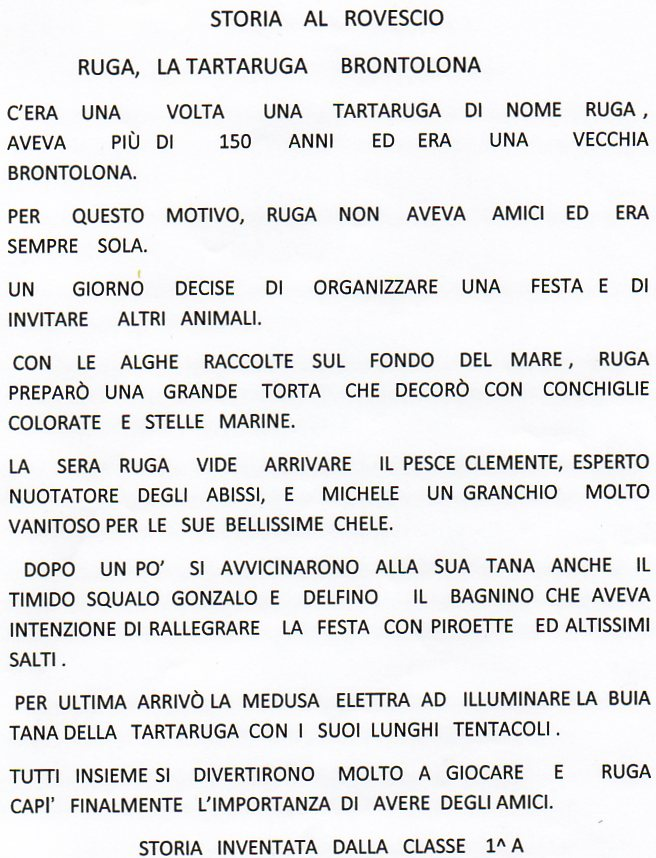 STORIA AL ROVESCIO
RUGA, LA TARTARUGA BRONTOLONA
C'ERA UNA VOLTA UNA TARTARUGA DI NOME RUGA ,
AVEVA PIÙ DI 150 ANNI ED ERA UNA VECCHIA
BRONTOLONA.
PER QUESTO MOTIVO, RUGA NON AVEVA AMICI ED ERA
SEMPRE SOLA.
UN GIORNO DECISE DI ORGANIZZARE UNA FESTA E DI
INVITARE ALTRI ANIMALI.
CON LE ALGHE RACCOLTE SUL FONDO DEL MARE , RUGA
PREPARÒ UNA GRANDE TORTA CHE DECORÒ CON CONCHIGLIE
COLORATE E STELLE MARINE.
LA SERA RUGA VIDE ARRIVARE IL PESCE CLEMENTE, ESPERTO
NUOTATORE DEGLI ABISSI, E MICHELE UN GRANCHIO MOLTO
VANITOSO PER LE SUE BELLISSIME CHELE.
DOPO UN PO' SI AVVICINARONO ALLA SUA TANA ANCHE IL
TIMIDO SQUALO GONZALO E DELFINO IL BAGNINO CHE AVEVA
INTENZIONE DI RALLEGRARE LA FESTA CON PIROETTE ED ALTISSIMI
SALTI .
PER ULTIMA ARRIVÒ LA MEDUSA ELETTRA AD ILLUMINARE LA BUIA
TANA DELLA TARTARUGA CON I SUOI LUNGHI TENTACOLI .
TUTTI INSIEME SI DIVERTIRONO MOLTO A GIOCARE E RUGA
CAPI' FINALMENTE L'IMPORTANZA DI AVERE DEGLI AMICI.
STORIA INVENTATA DALLA CLASSE 1^ A